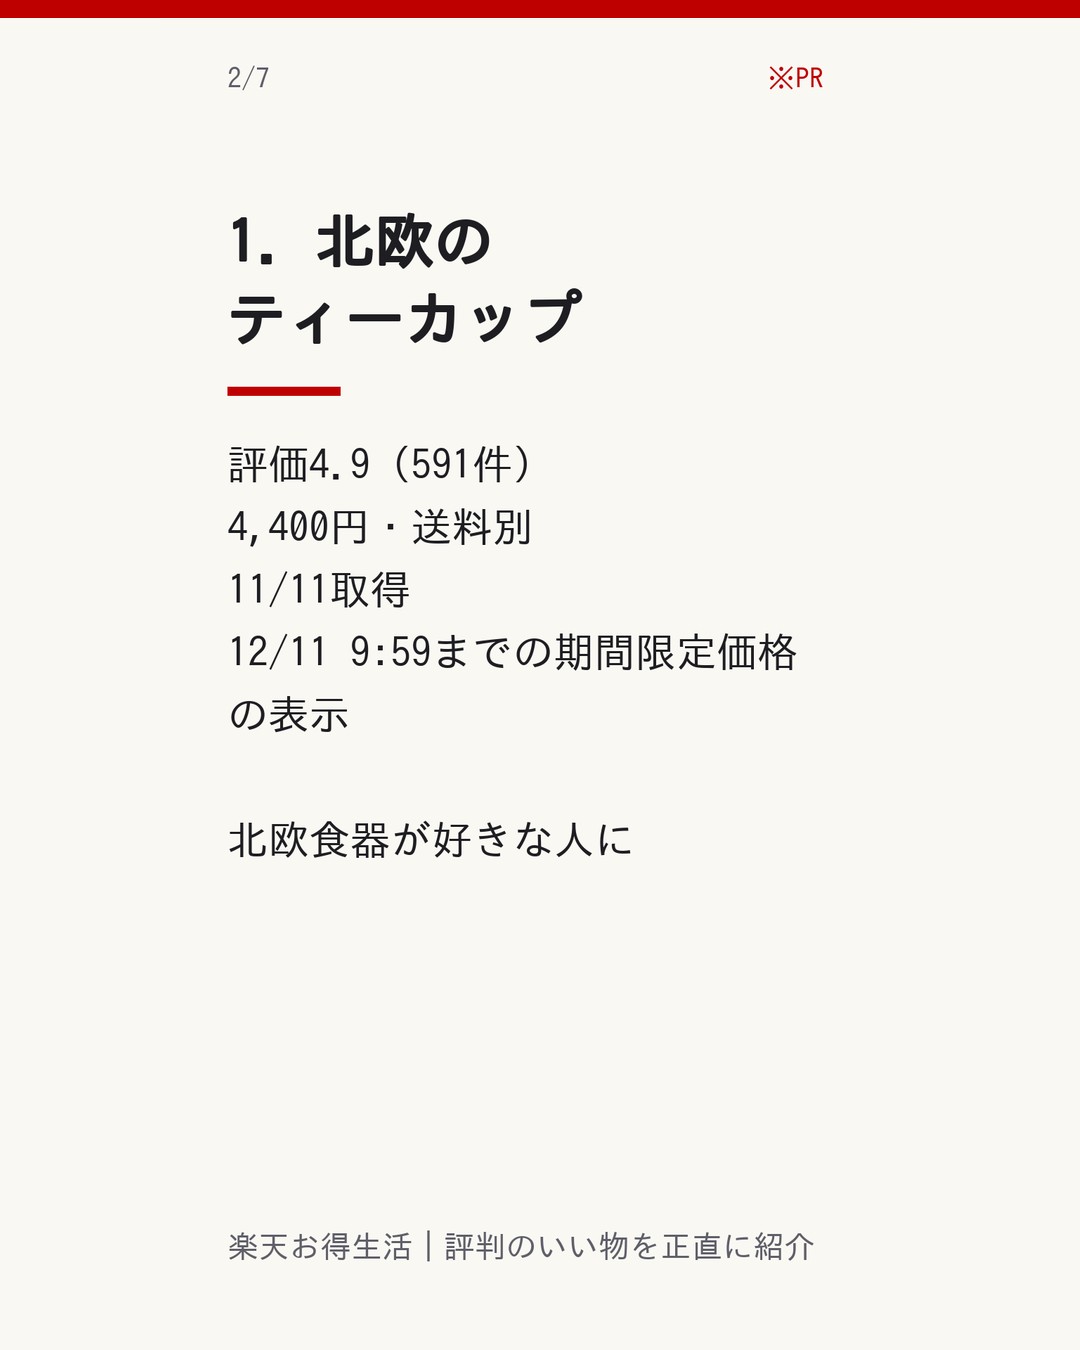 2/7
※PR
1. 北欧の
ティーカップ
評価4.9（591件）
4,400円・送料別
11/11取得
12/11 9:59までの期間限定価格
の表示
北欧食器が好きな人に
楽天お得生活｜評判のいい物を正直に紹介